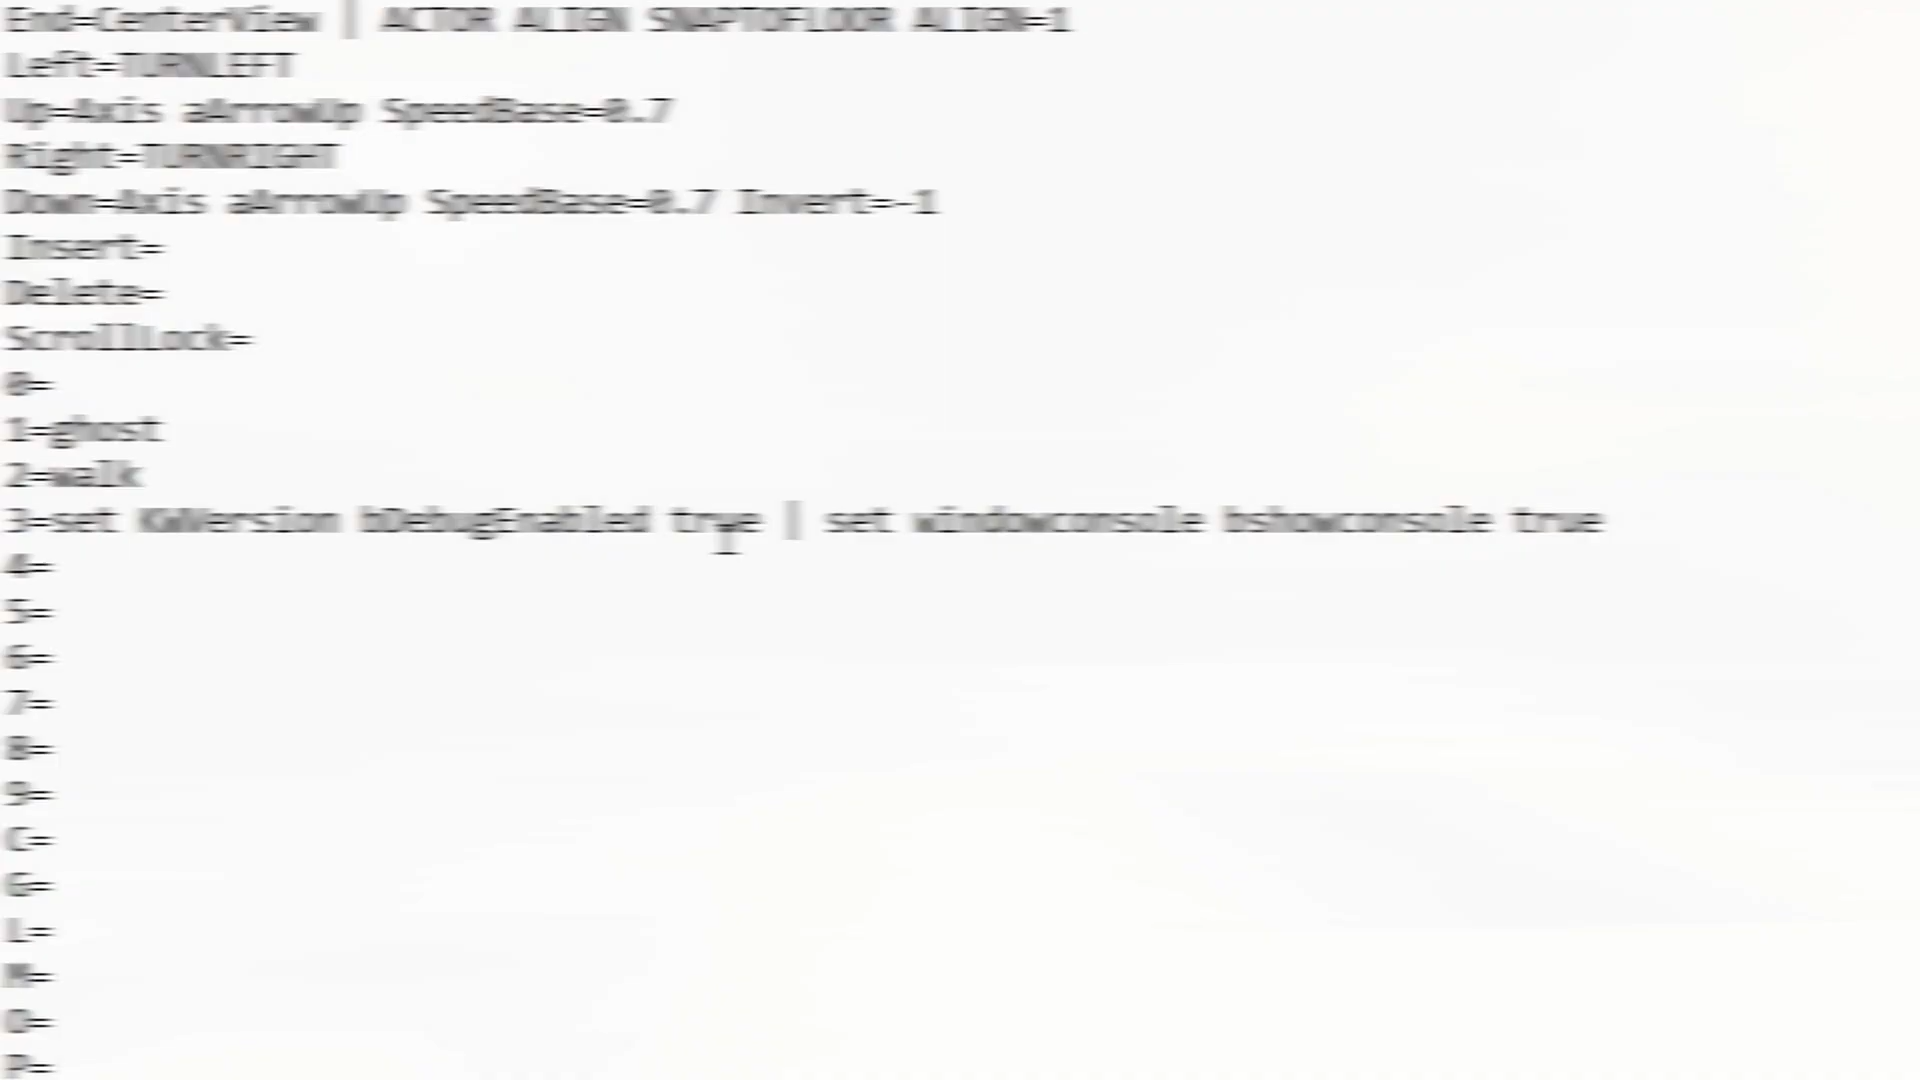 End=CenterView | ACTOR ALIGN SNAPTOFLOOR ALIGN=1
Left=TURNLEFT
Up=Axis aArrowUp SpeedBase=0.7
Right=TURNRIGHT
Down=Axis aArrowUp SpeedBase=0.7 Invert=-1
Insert=
Delete=
ScrollLock=
0=
1=ghost
2=walk
3=set KWVersion bDebugEnabled true | set windowconsole bshowconsole true
4=
5=
6=
7=
8=
9=
C=
G=
L=
M=
O=
P=